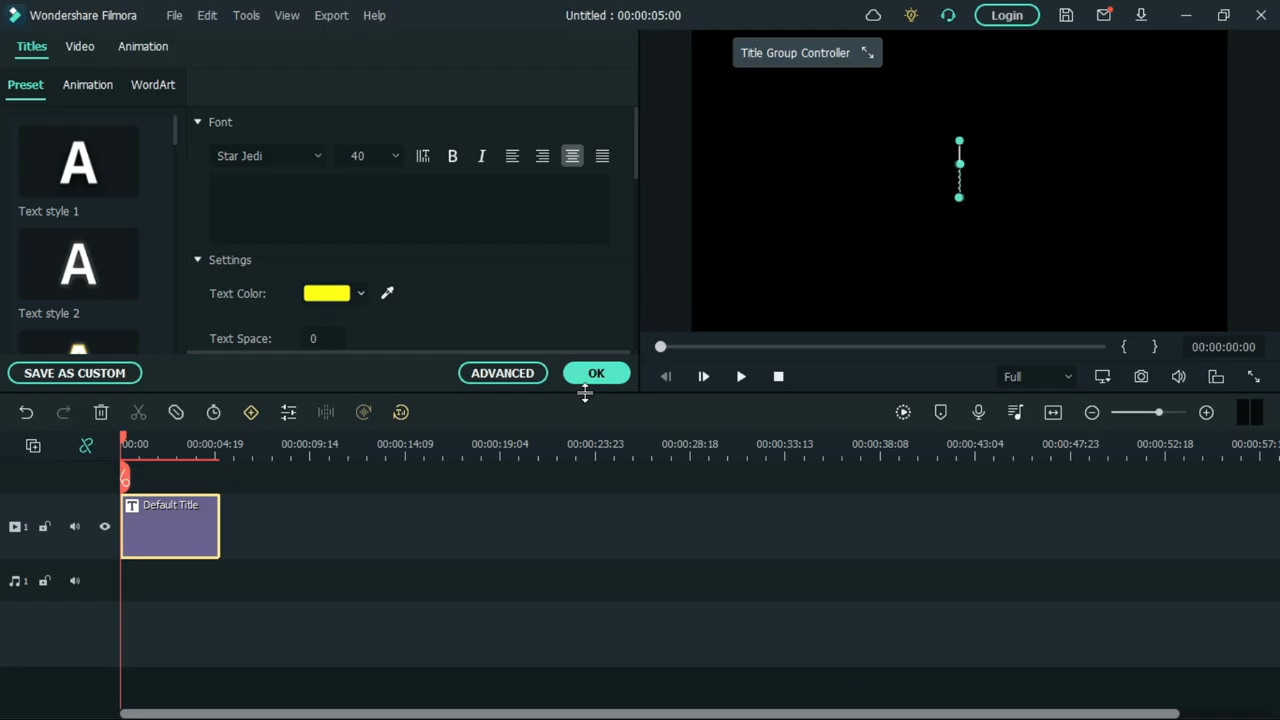 Wondershare Filmora File Edit Tools View Export Help Untitled : 00:00:05:00 Login
Titles Video Animation
Title Group Controller
Preset Animation WordArt
Font
Star Jedi 40 B I
A
Text style 1
Settings
A
Text Color:
Text style 2
Text Space: 0
00:00:00:00
SAVE AS CUSTOM ADVANCED OK
Full
00:00 00:00:04:19 00:00:09:14 00:00:14:09 00:00:19:04 00:00:23:23 00:00:28:18 00:00:33:13 00:00:38:08 00:00:43:04 00:00:47:23 00:00:52:18 00:00:57:1
T Default Title
1
1